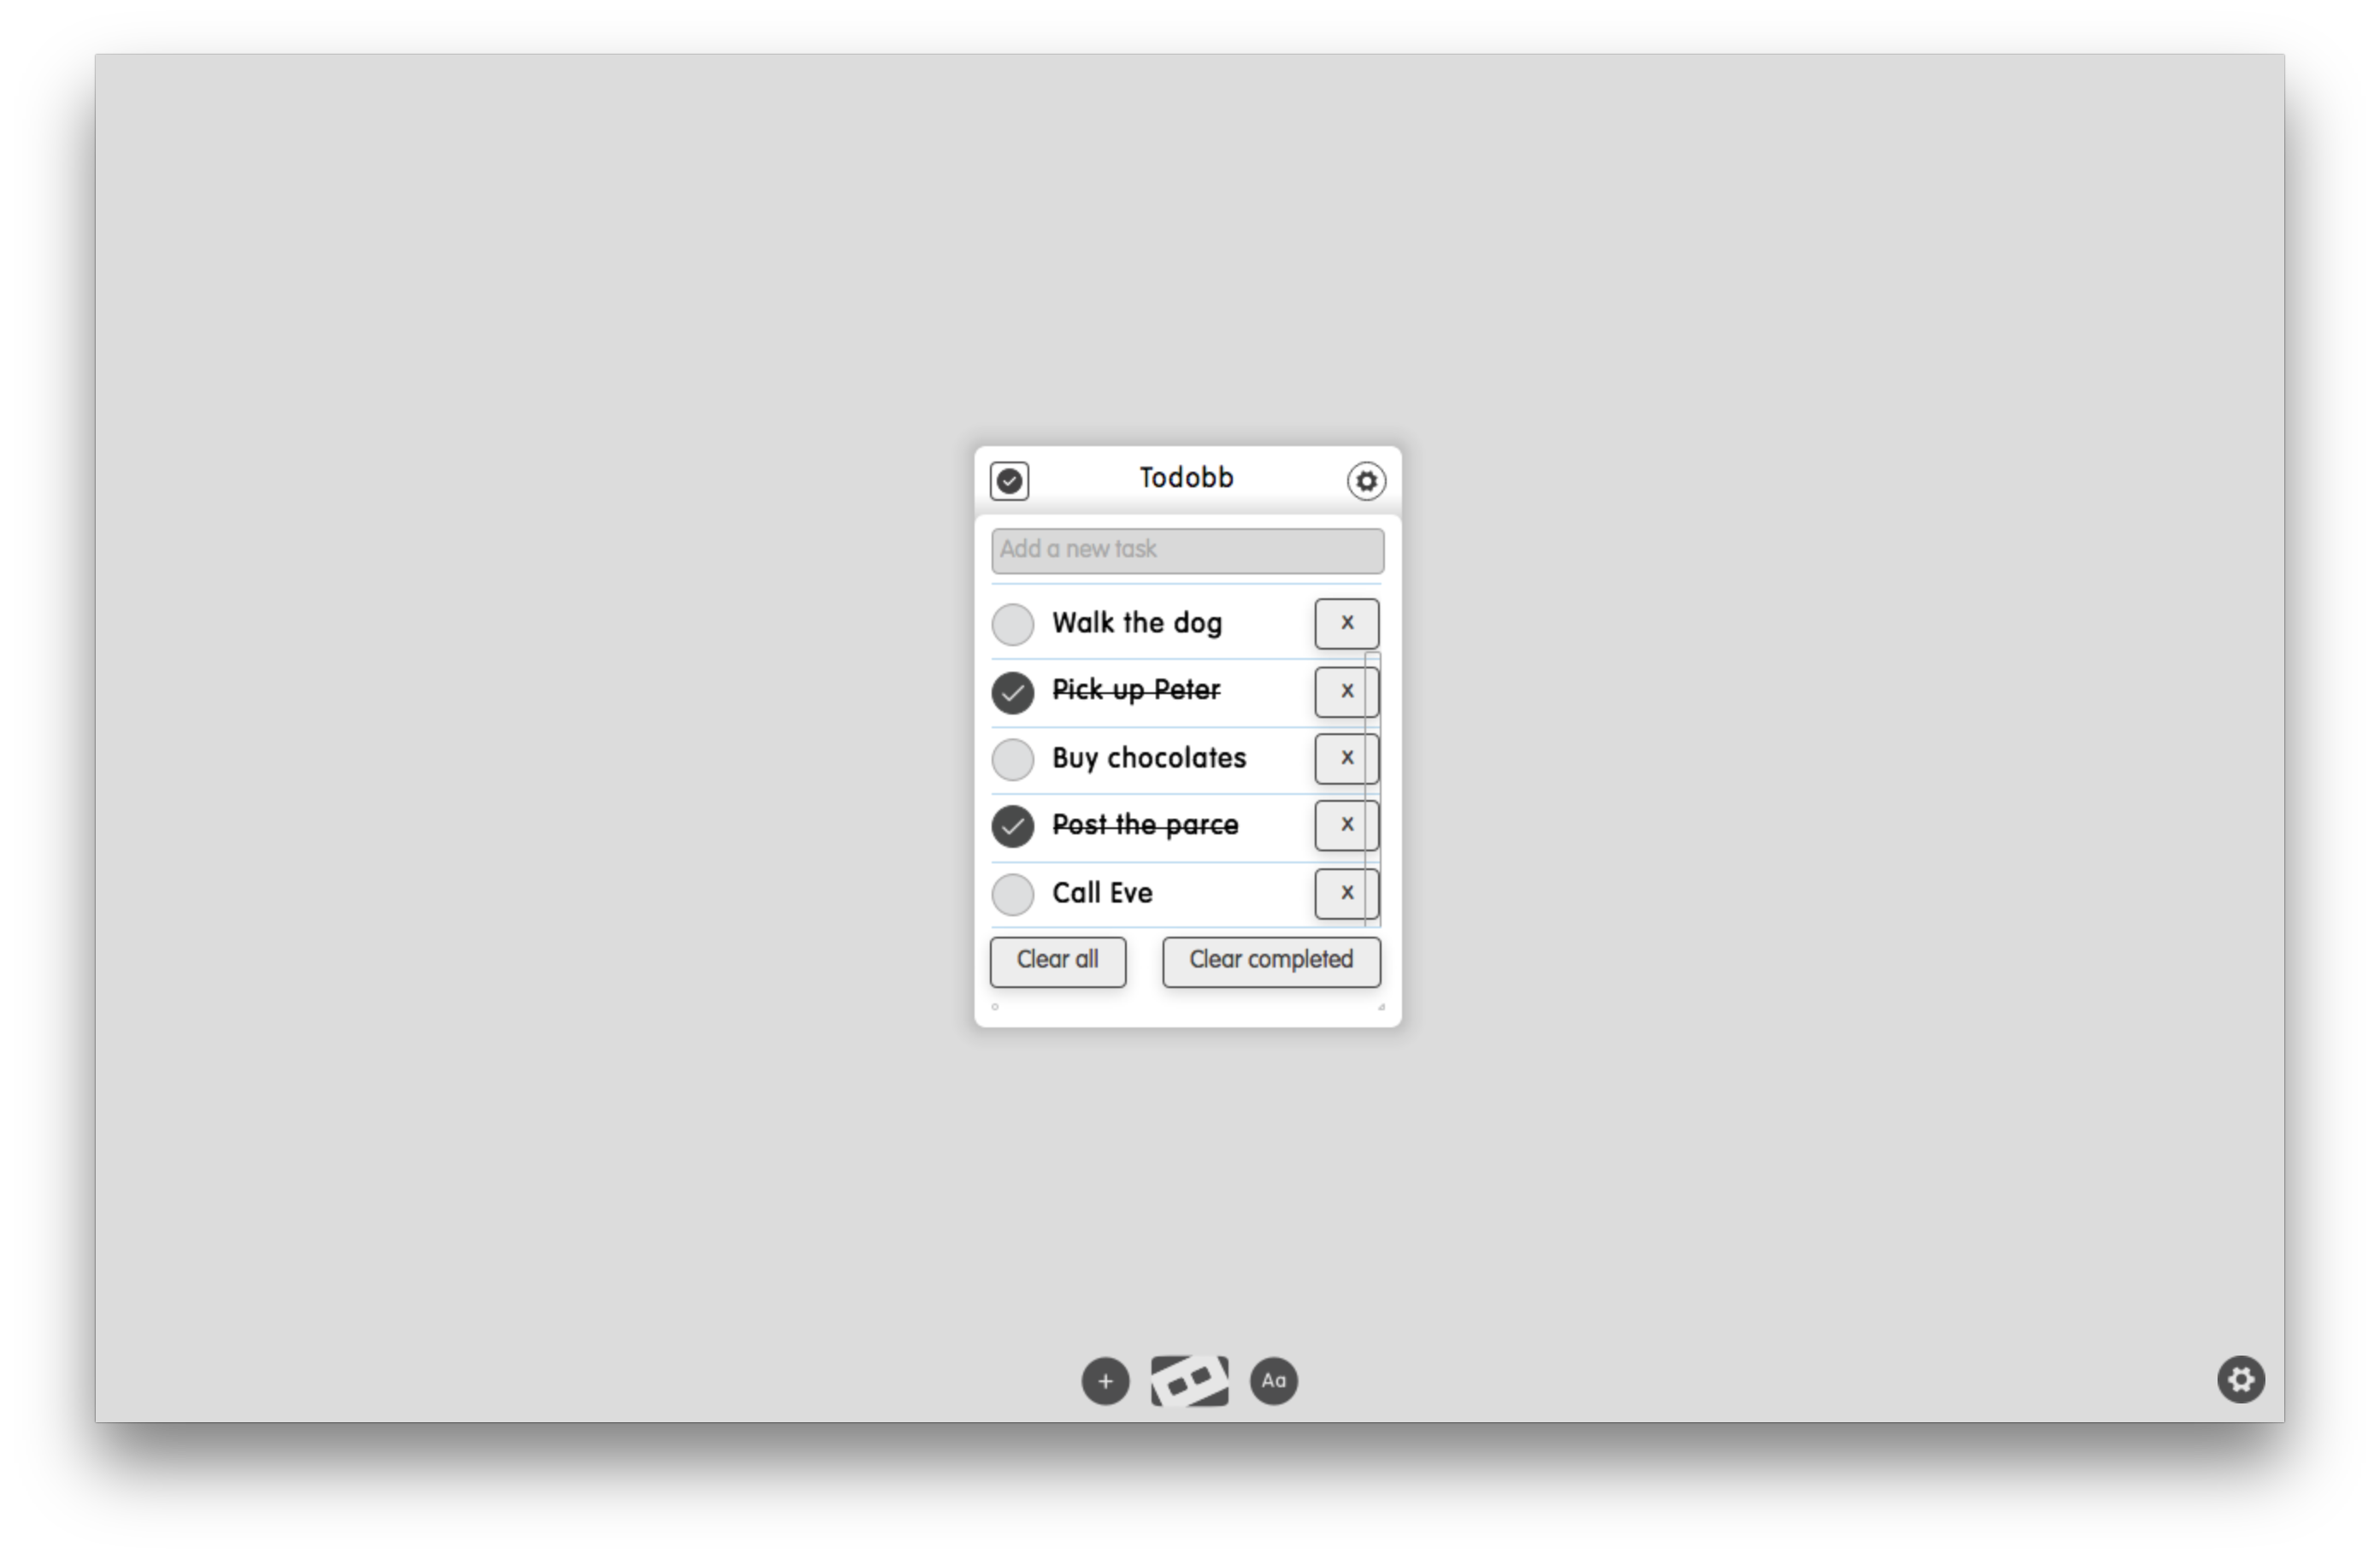 Todobb
Add a new task
Walk the dog x
Pick up Peter x
Buy chocolates x
Post the parce x
Call Eve x
Clear all Clear completed
+ Aa